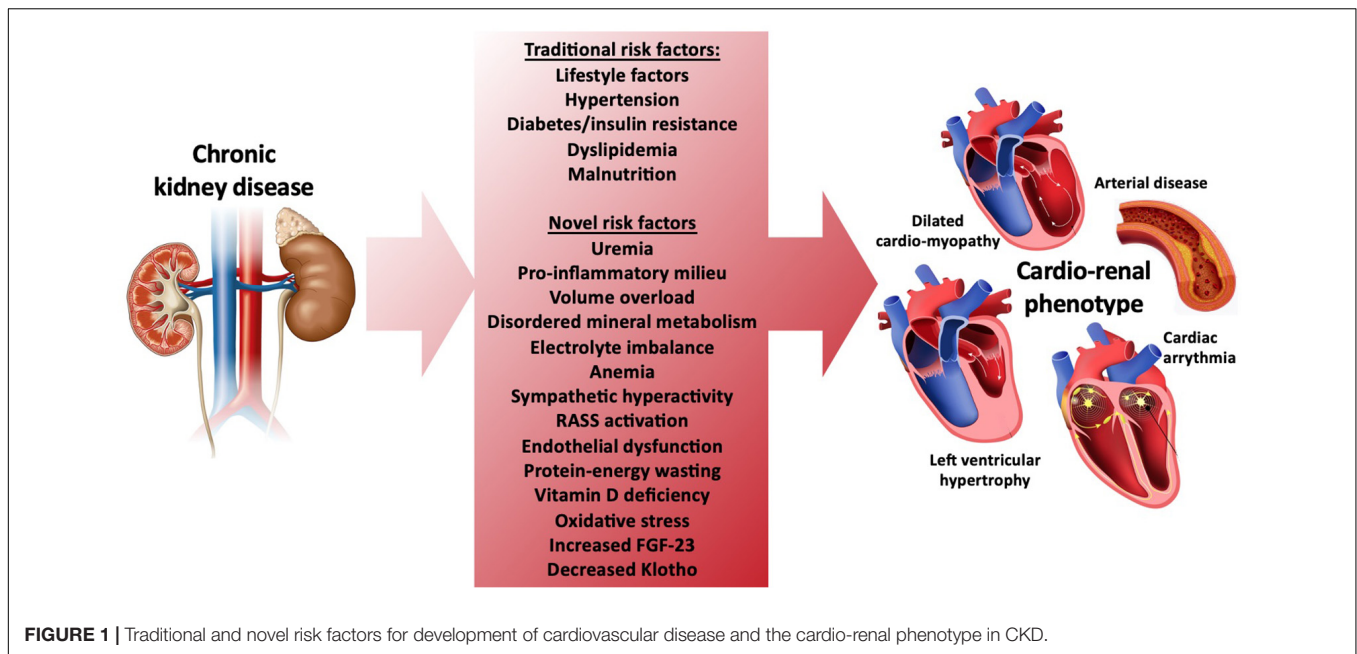 Chronic
kidney disease
Traditional risk factors:
Lifestyle factors
Hypertension
Diabetes/insulin resistance
Dyslipidemia
Malnutrition
Novel risk factors
Uremia
Pro-inflammatory milieu
Volume overload
Disordered mineral metabolism
Electrolyte imbalance
Anemia
Sympathetic hyperactivity
RASS activation
Endothelial dysfunction
Protein-energy wasting
Vitamin D deficiency
Oxidative stress
Increased FGF-23
Decreased Klotho
Dilated
cardio-myopathy
Arterial disease
Cardio-renal
phenotype
Left ventricular
hypertrophy
Cardiac
arrythmia
FIGURE 1 | Traditional and novel risk factors for development of cardiovascular disease and the cardio-renal phenotype in CKD.